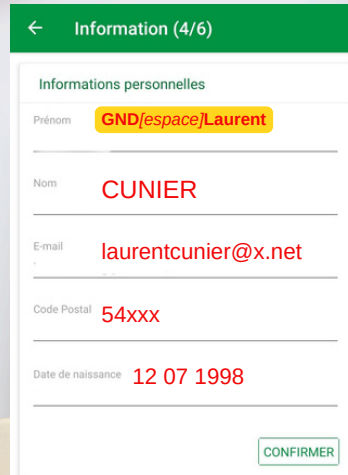 ← Information (4/6)
Informations personnelles
Prénom GND[espace]Laurent
Nom CUNIER
E-mail laurentcunier@x.net
Code Postal 54xxx
Date de naissance 12 07 1998
CONFIRMER